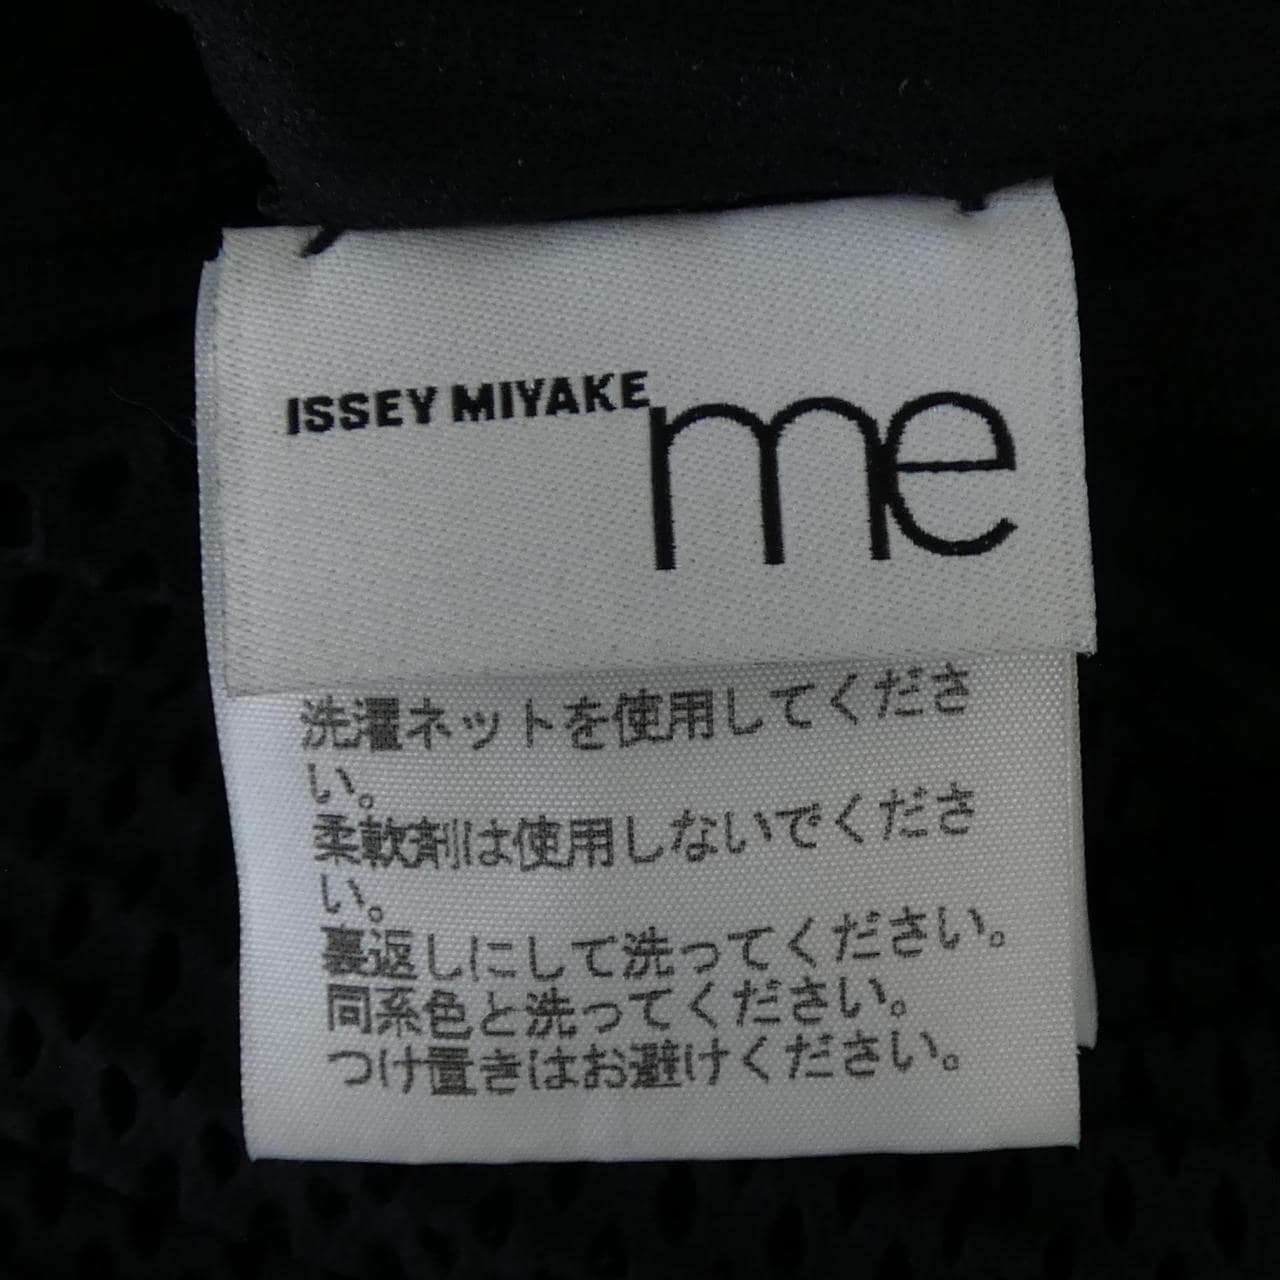 ISSEY MIYAKE me
洗濯ネットを使用してくださ
い。
柔軟剤は使用しないでくださ
い。
裏返しにして洗ってください。
同系色と洗ってください。
つけ置きはお避けください。